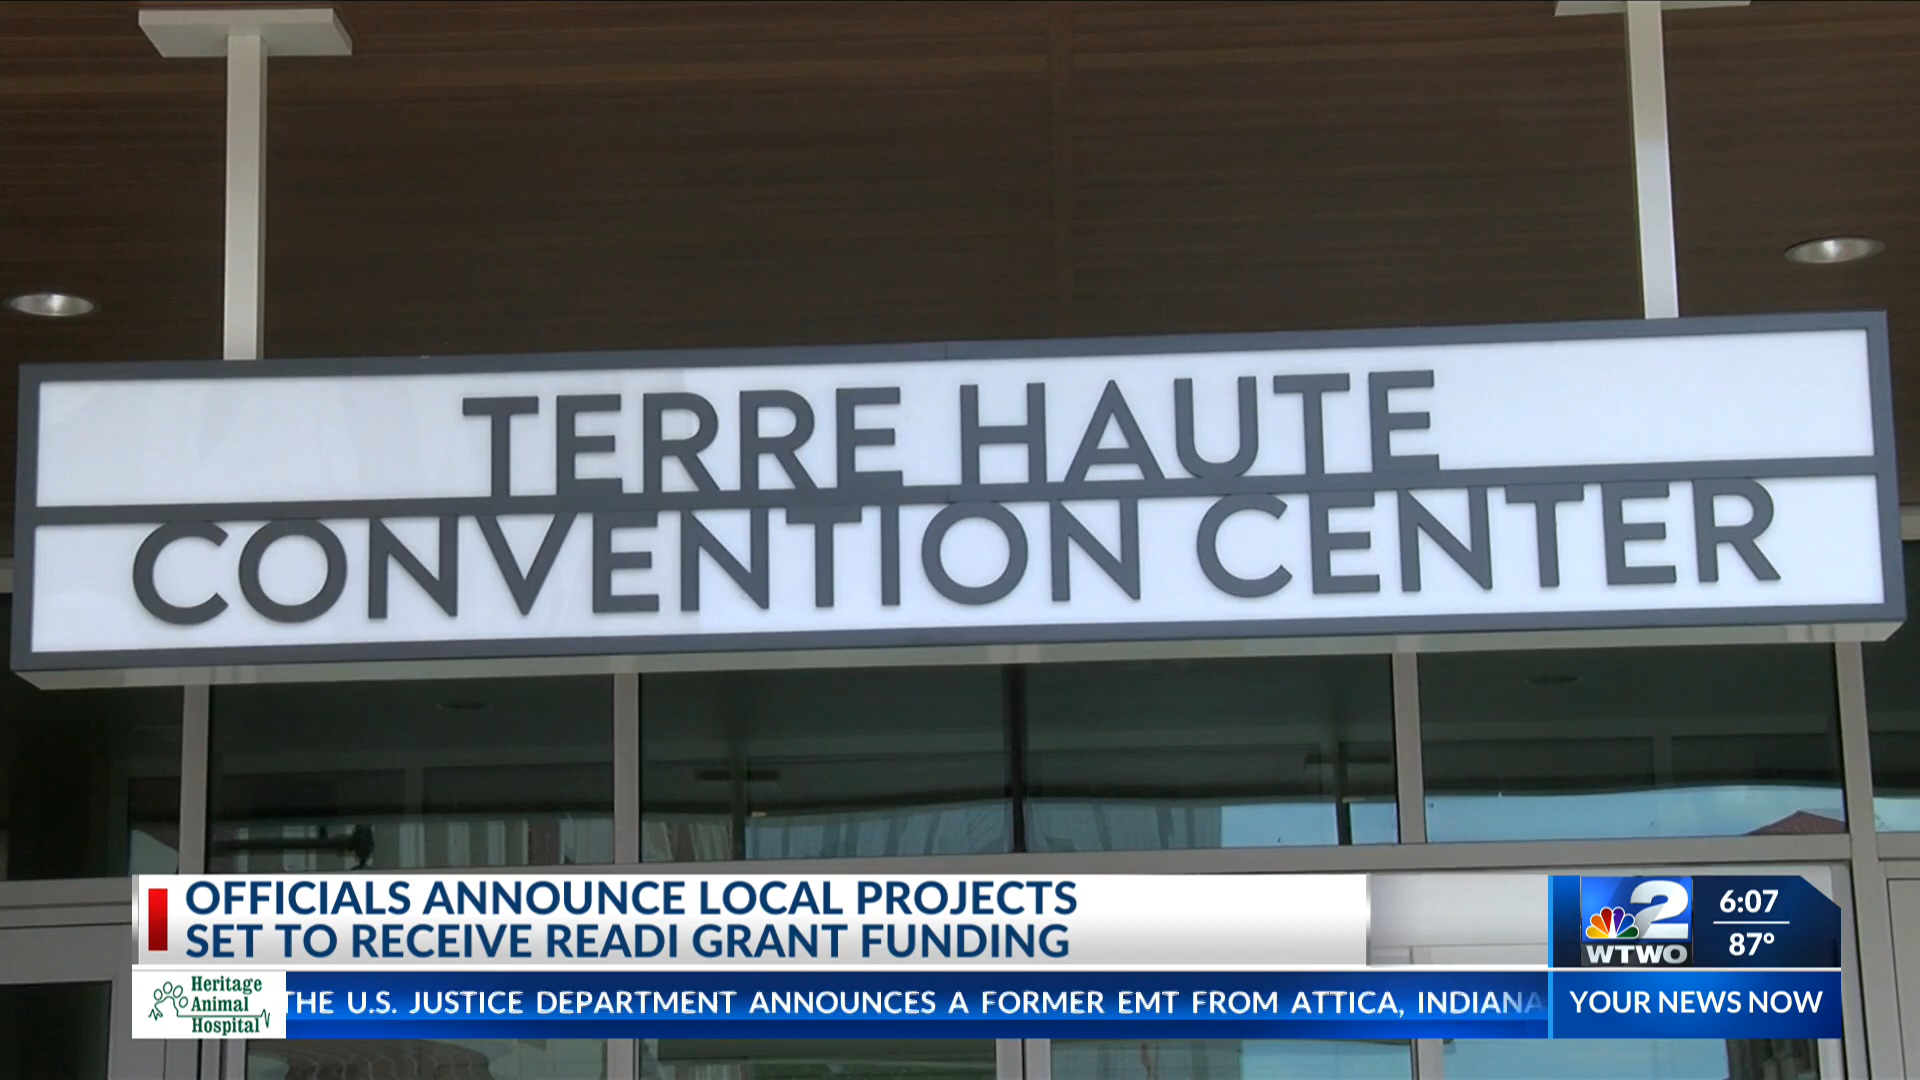 TERRE HAUTE
CONVENTION CENTER
OFFICIALS ANNOUNCE LOCAL PROJECTS
SET TO RECEIVE READI GRANT FUNDING
2
WTWO
6:07
87°
Heritage
Animal
Hospital
THE U.S. JUSTICE DEPARTMENT ANNOUNCES A FORMER EMT FROM ATTICA, INDIANA
YOUR NEWS NOW